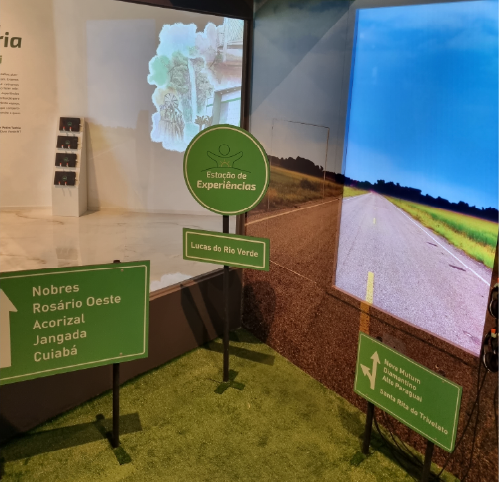 ria
Estação de
Experiências
Lucas do Rio Verde
Nobres
Rosário Oeste
Acorizal
Jangada
Cuiabá
Nova Mutum
Diamantino
Alto Paraguai
Santa Rita do Trivelato